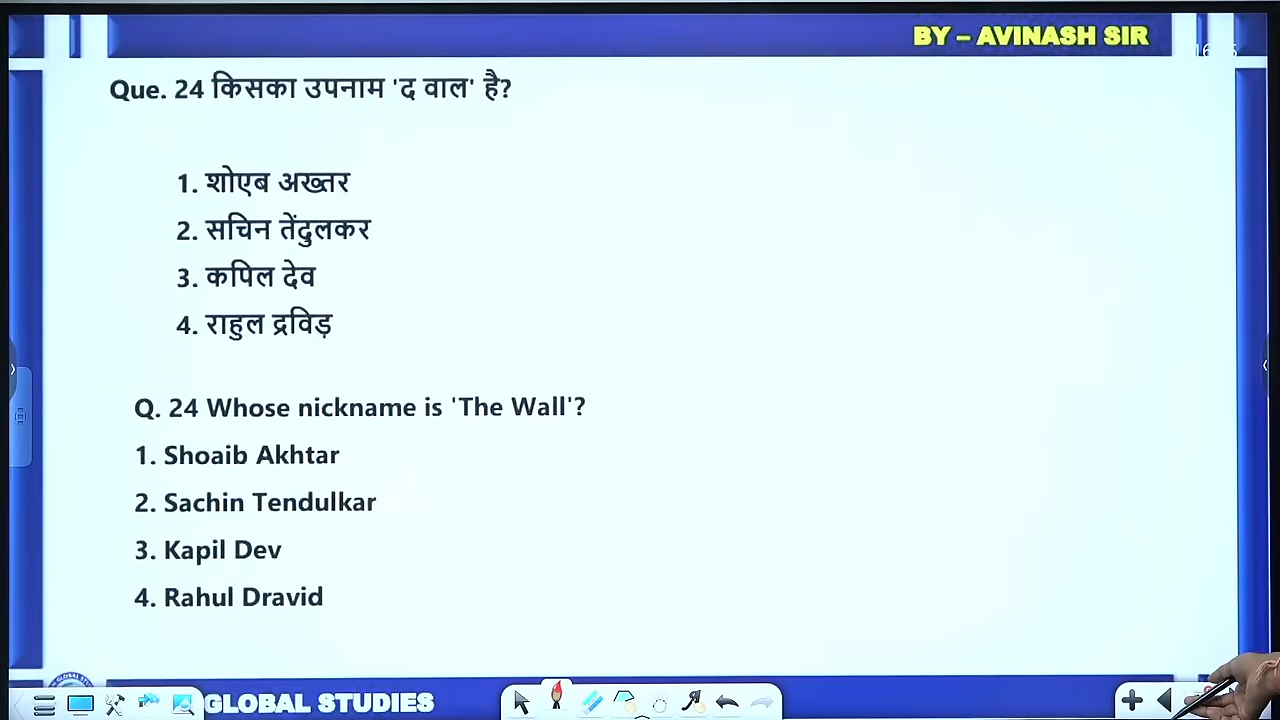 BY – AVINASH SIR
Que. 24 किसका उपनाम 'द वाल' है?
1. शोएब अख्तर
2. सचिन तेंदुलकर
3. कपिल देव
4. राहुल द्रविड़
Q. 24 Whose nickname is 'The Wall'?
1. Shoaib Akhtar
2. Sachin Tendulkar
3. Kapil Dev
4. Rahul Dravid
GLOBAL STUDIES